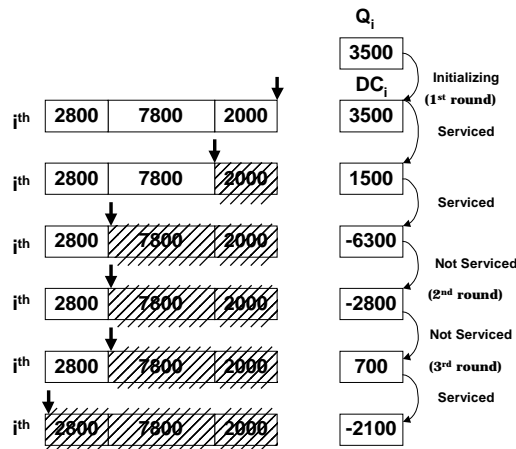 Qi
3500
Initializing
DCi (1st round)
ith 2800 7800 2000 3500
Serviced
ith 2800 7800 2000 1500
Serviced
ith 2800 7800 2000 -6300
Not Serviced
ith 2800 7800 2000 -2800 (2nd round)
Not Serviced
ith 2800 7800 2000 700 (3rd round)
Serviced
ith 2800 7800 2000 -2100